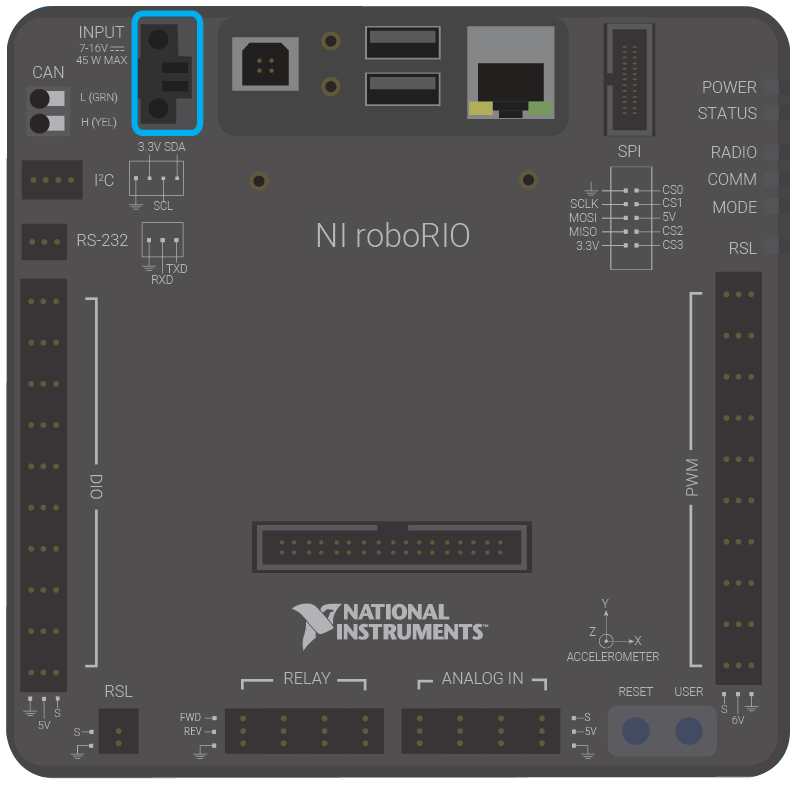 INPUT
7-16V
45 W MAX
CAN
L (GRN)
H (YEL)
3.3V SDA
I²C
SCL
RS-232
TXD
RXD
NI roboRIO
SPI
CS0
SCLK CS1
MOSI 5V
MISO CS2
3.3V CS3
POWER
STATUS
RADIO
COMM
MODE
RSL
DIO
PWM
NATIONAL
INSTRUMENTS™
Y
Z X
ACCELEROMETER
S
5V
RSL
S
RELAY
FWD
REV
ANALOG IN
S
5V
RESET USER
S
6V